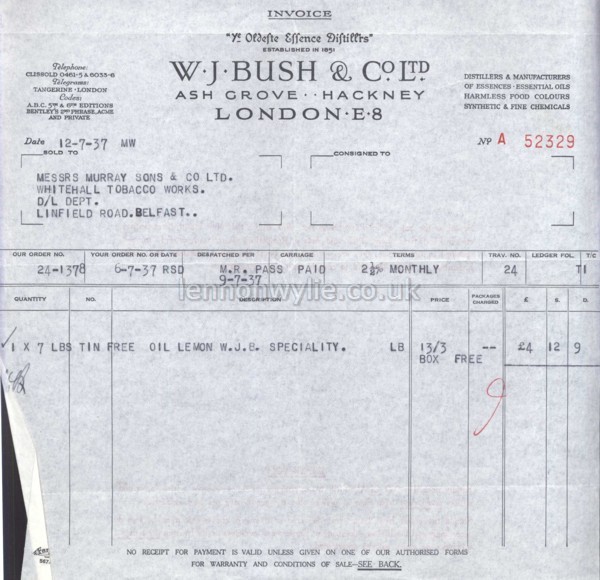 INVOICE
"Yᵉ Oldeste Essence Distillrs"
ESTABLISHED IN 1851
W·J·BUSH & Cº LTD
ASH GROVE · · HACKNEY
LONDON·E·8
Telephone:
CLISSOLD 0461-5 & 6033-6
Telegrams:
TANGERINE·LONDON
Codes:
A.B.C. 5TH & 6TH EDITIONS
BENTLEY'S 2ND PHRASE, ACME
AND PRIVATE
DISTILLERS & MANUFACTURERS
OF ESSENCES·ESSENTIAL OILS
HARMLESS FOOD COLOURS
SYNTHETIC & FINE CHEMICALS
Date 12-7-37 MW
Nº A 52329
SOLD TO
MESSRS MURRAY SONS & CO LTD.
WHITEHALL TOBACCO WORKS.
D/L DEPT.
LINFIELD ROAD.BELFAST..
CONSIGNED TO
OUR ORDER NO. YOUR ORDER NO. OR DATE DESPATCHED PER CARRIAGE TERMS TRAV. NO. LEDGER FOL. T/C
24-1378 6-7-37 RSD M.R. PASS PAID 2½% MONTHLY 24 T1
9-7-37
lennonwylie.co.uk
QUANTITY NO. DESCRIPTION PRICE PACKAGES CHARGED £ S. D.
1 X 7 LBS TIN FREE OIL LEMON W.J.B. SPECIALITY. LB 13/3 -- £4 12 9
BOX FREE
9
NO RECEIPT FOR PAYMENT IS VALID UNLESS GIVEN ON ONE OF OUR AUTHORISED FORMS
FOR WARRANTY AND CONDITIONS OF SALE—SEE BACK.